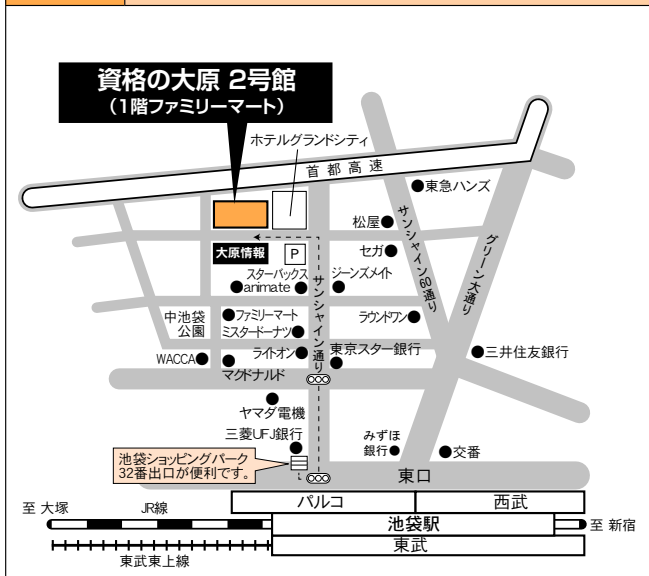 資格の大原 2号館
(1階ファミリーマート)
ホテルグランドシティ
首都高速
東急ハンズ
松屋
サンシャイン60通り
グリーン大通り
大原情報
P
セガ
スターバックス
ジーンズメイト
animate
サンシャイン通り
中池袋
公園
ファミリーマート
ミスタードーナツ
ラウンドワン
WACCA
ライトオン
東京スター銀行
三井住友銀行
マクドナルド
ヤマダ電機
三菱UFJ銀行
みずほ
銀行
交番
池袋ショッピングパーク
32番出口が便利です。
東口
パルコ
西武
至 大塚
JR線
池袋駅
至 新宿
東武
東武東上線